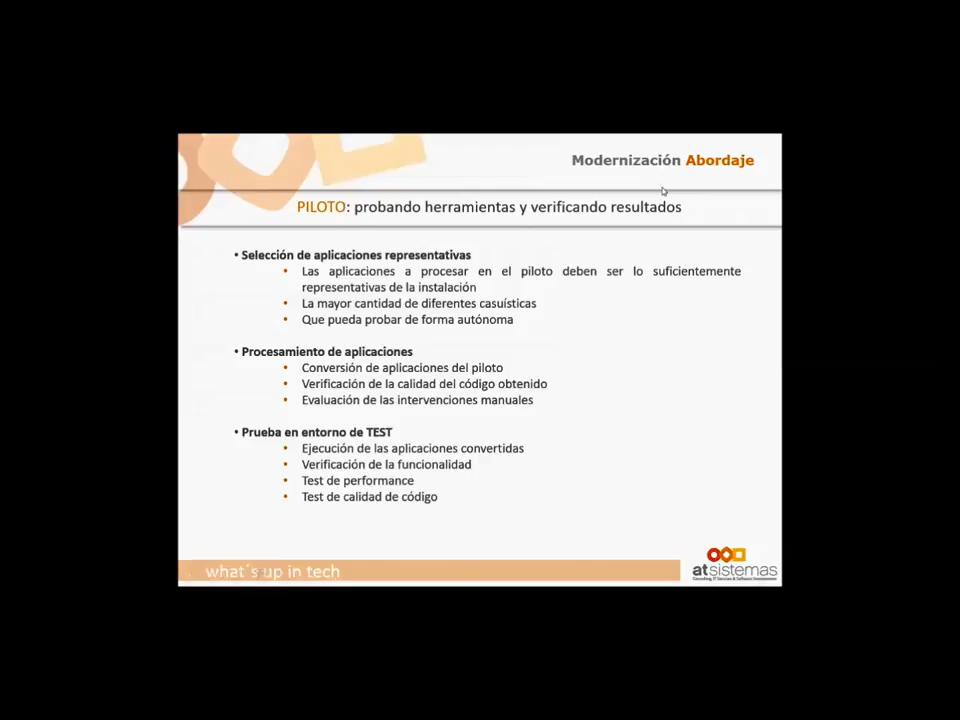 Modernización Abordaje
PILOTO: probando herramientas y verificando resultados
• Selección de aplicaciones representativas
• Las aplicaciones a procesar en el piloto deben ser lo suficientemente
representativas de la instalación
• La mayor cantidad de diferentes casuísticas
• Que pueda probar de forma autónoma
• Procesamiento de aplicaciones
• Conversión de aplicaciones del piloto
• Verificación de la calidad del código obtenido
• Evaluación de las intervenciones manuales
• Prueba en entorno de TEST
• Ejecución de las aplicaciones convertidas
• Verificación de la funcionalidad
• Test de performance
• Test de calidad de código
what´s up in tech
atsistemas